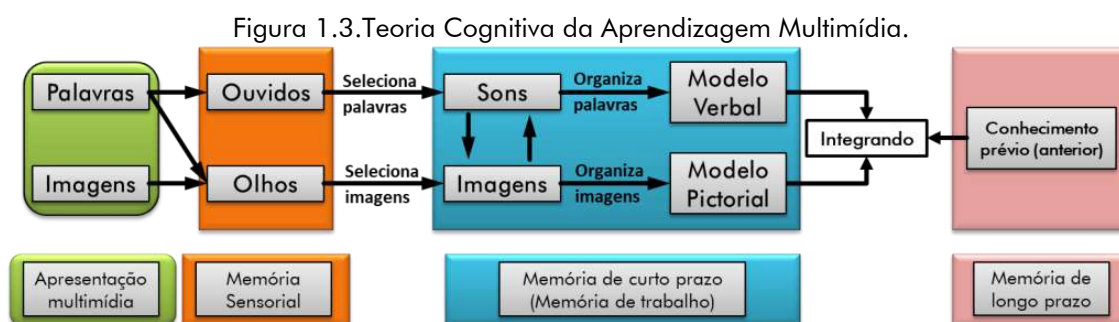 Figura 1.3.Teoria Cognitiva da Aprendizagem Multimídia.
Palavras
Ouvidos
Seleciona
palavras
Sons
Organiza
palavras
Modelo
Verbal
Integrando
Conhecimento
prévio (anterior)
Imagens
Olhos
Seleciona
imagens
Imagens
Organiza
imagens
Modelo
Pictorial
Apresentação
multimídia
Memória
Sensorial
Memória de curto prazo
(Memória de trabalho)
Memória de
longo prazo